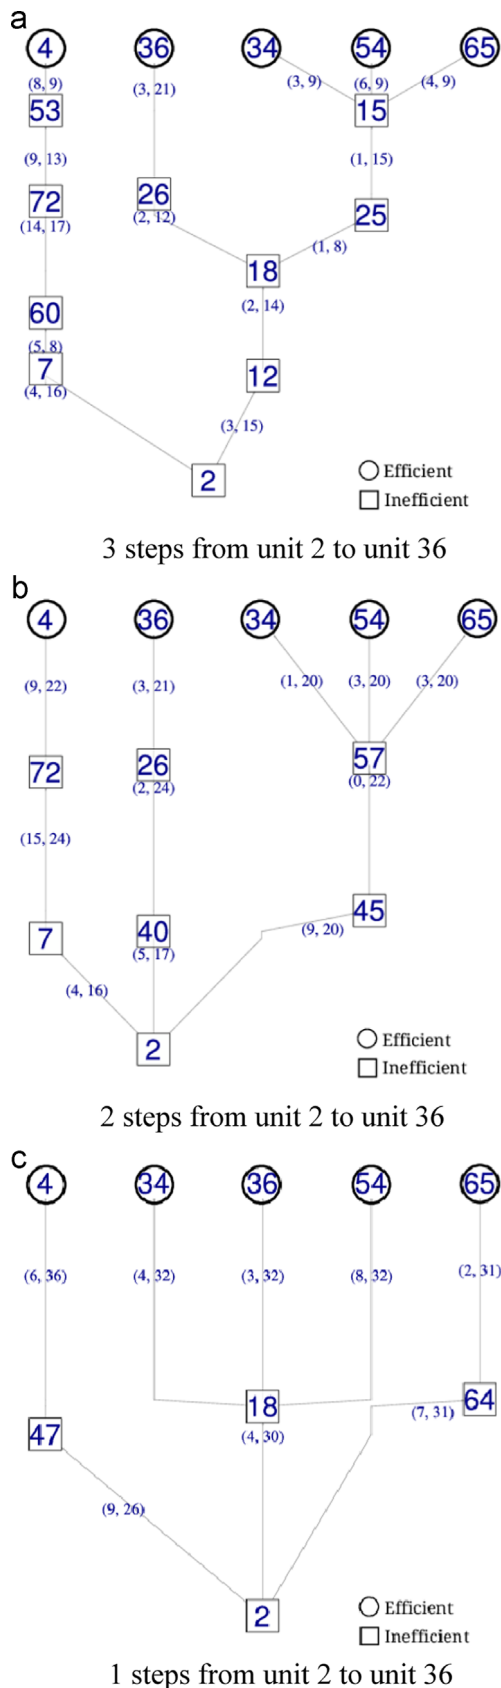 a
4 36 34 54 65
(8, 9) (3, 21) (3, 9) (6, 9) (4, 9)
53 15
(9, 13) (1, 15)
72 26 25
(14, 17) (2, 12)
(1, 8)
18
(2, 14)
60
(5, 8)
7 12
(4, 16)
(3, 15)
2
Efficient
Inefficient
3 steps from unit 2 to unit 36
b
4 36 34 54 65
(9, 22) (3, 21) (1, 20) (3, 20) (3, 20)
72 26 57
(2, 24) (0, 22)
(15, 24)
7 40 45
(5, 17) (9, 20)
(4, 16)
2
Efficient
Inefficient
2 steps from unit 2 to unit 36
c
4 34 36 54 65
(6, 36) (4, 32) (3, 32) (8, 32) (2, 31)
47 18 64
(4, 30) (7, 31)
(9, 26)
2
Efficient
Inefficient
1 steps from unit 2 to unit 36